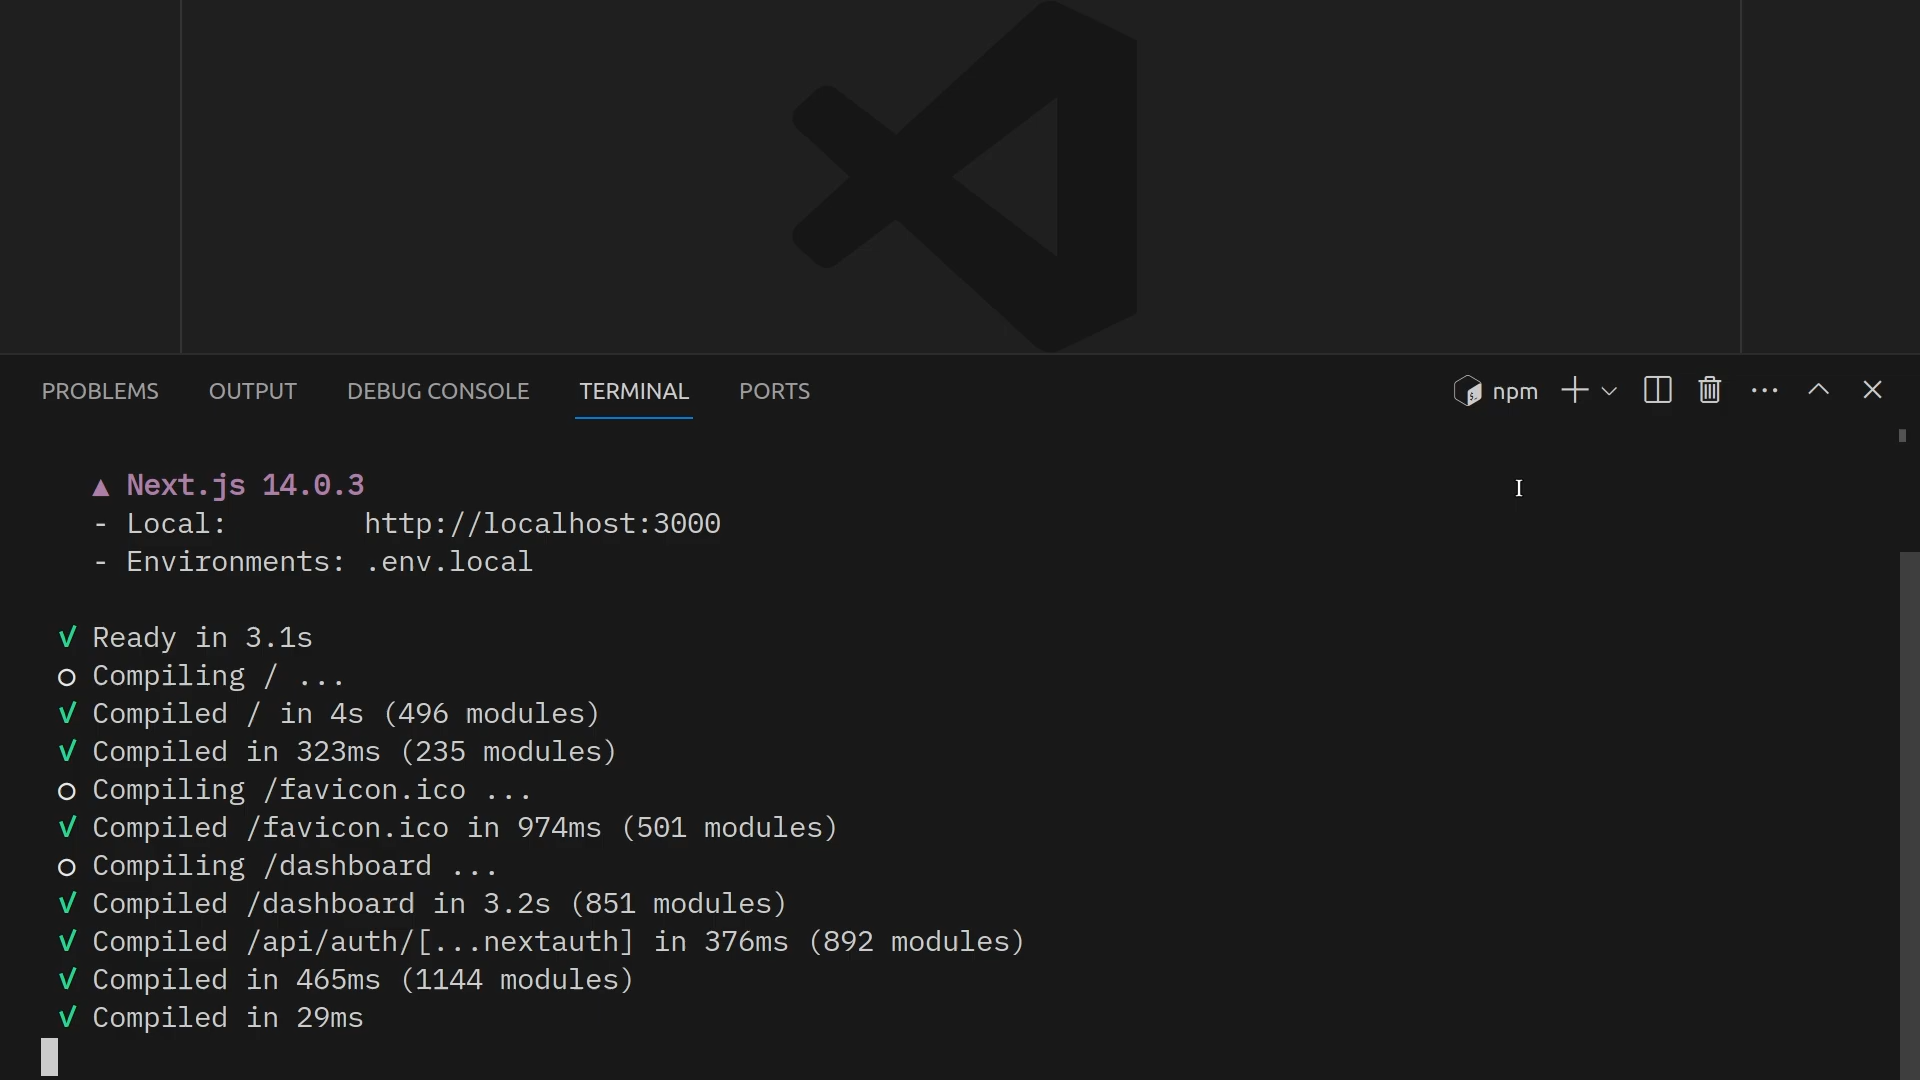 PROBLEMS OUTPUT DEBUG CONSOLE TERMINAL PORTS npm
▲ Next.js 14.0.3
- Local:        http://localhost:3000
- Environments: .env.local
✓ Ready in 3.1s
○ Compiling / ...
✓ Compiled / in 4s (496 modules)
✓ Compiled in 323ms (235 modules)
○ Compiling /favicon.ico ...
✓ Compiled /favicon.ico in 974ms (501 modules)
○ Compiling /dashboard ...
✓ Compiled /dashboard in 3.2s (851 modules)
✓ Compiled /api/auth/[...nextauth] in 376ms (892 modules)
✓ Compiled in 465ms (1144 modules)
✓ Compiled in 29ms